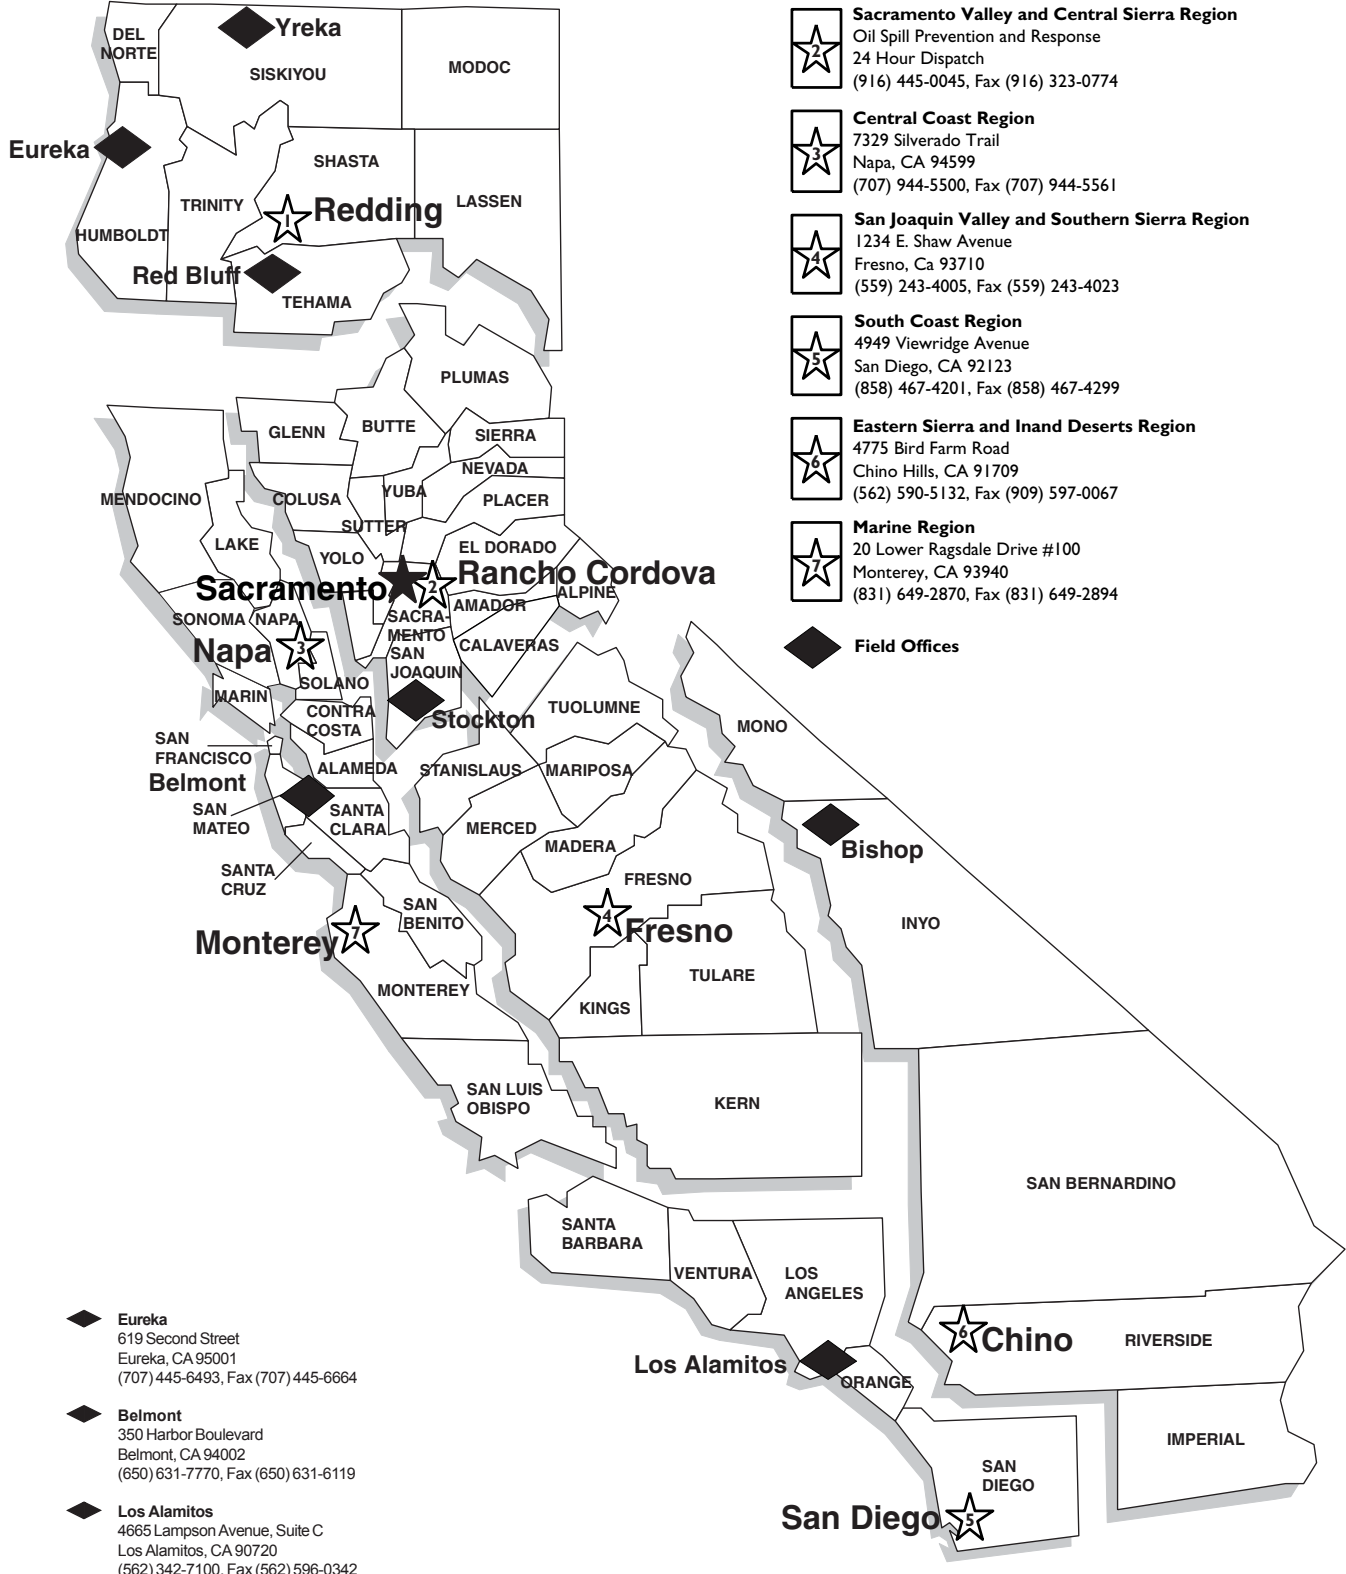 DEL
NORTE
Yreka
SISKIYOU
MODOC
Eureka
SHASTA
TRINITY
1
Redding
LASSEN
HUMBOLDT
Red Bluff
TEHAMA
PLUMAS
GLENN
BUTTE
SIERRA
NEVADA
MENDOCINO
COLUSA
YUBA
PLACER
SUTTER
LAKE
YOLO
EL DORADO
Sacramento
2
Rancho Cordova
ALPINE
SONOMA
NAPA
SACRA-
MENTO
AMADOR
Napa
3
SAN
JOAQUIN
CALAVERAS
SOLANO
MARIN
CONTRA
COSTA
Stockton
TUOLUMNE
MONO
SAN
FRANCISCO
ALAMEDA
STANISLAUS
MARIPOSA
Belmont
SAN
MATEO
SANTA
CLARA
MERCED
MADERA
Bishop
SANTA
CRUZ
FRESNO
SAN
BENITO
4
Fresno
INYO
Monterey
7
MONTEREY
KINGS
TULARE
SAN LUIS
OBISPO
KERN
SAN BERNARDINO
SANTA
BARBARA
VENTURA
LOS
ANGELES
6
Chino
RIVERSIDE
Los Alamitos
ORANGE
IMPERIAL
SAN
DIEGO
San Diego
5
2
Sacramento Valley and Central Sierra Region
Oil Spill Prevention and Response
24 Hour Dispatch
(916) 445-0045, Fax (916) 323-0774
3
Central Coast Region
7329 Silverado Trail
Napa, CA 94599
(707) 944-5500, Fax (707) 944-5561
4
San Joaquin Valley and Southern Sierra Region
1234 E. Shaw Avenue
Fresno, Ca 93710
(559) 243-4005, Fax (559) 243-4023
5
South Coast Region
4949 Viewridge Avenue
San Diego, CA 92123
(858) 467-4201, Fax (858) 467-4299
6
Eastern Sierra and Inand Deserts Region
4775 Bird Farm Road
Chino Hills, CA 91709
(562) 590-5132, Fax (909) 597-0067
7
Marine Region
20 Lower Ragsdale Drive #100
Monterey, CA 93940
(831) 649-2870, Fax (831) 649-2894
Field Offices
Eureka
619 Second Street
Eureka, CA 95001
(707) 445-6493, Fax (707) 445-6664
Belmont
350 Harbor Boulevard
Belmont, CA 94002
(650) 631-7770, Fax (650) 631-6119
Los Alamitos
4665 Lampson Avenue, Suite C
Los Alamitos, CA 90720
(562) 342-7100, Fax (562) 596-0342